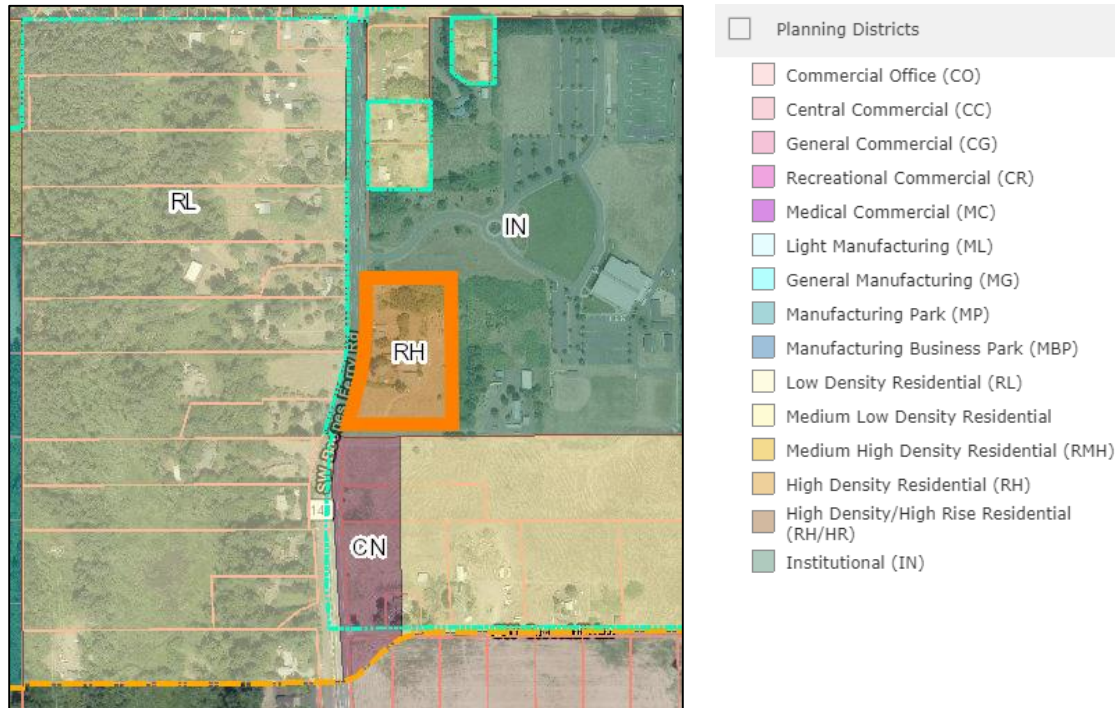 RL
IN
RH
SW Boones Ferry Rd
14
CN
Planning Districts
Commercial Office (CO)
Central Commercial (CC)
General Commercial (CG)
Recreational Commercial (CR)
Medical Commercial (MC)
Light Manufacturing (ML)
General Manufacturing (MG)
Manufacturing Park (MP)
Manufacturing Business Park (MBP)
Low Density Residential (RL)
Medium Low Density Residential
Medium High Density Residential (RMH)
High Density Residential (RH)
High Density/High Rise Residential
(RH/HR)
Institutional (IN)